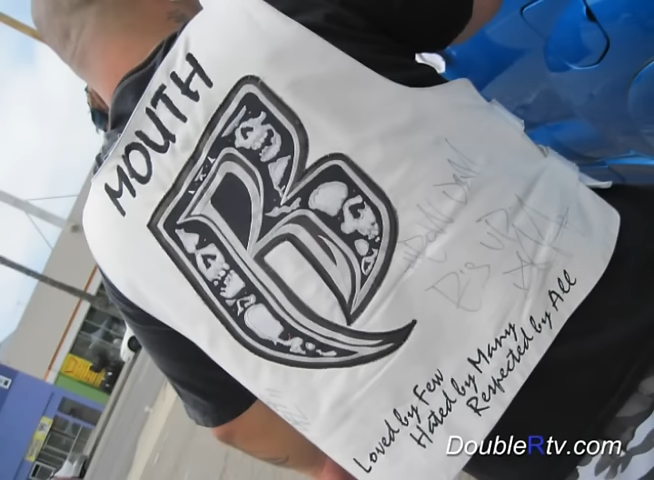 MOUTH
R
Loved by Few
Hated by Many
Respected by All
DoubleRtv.com